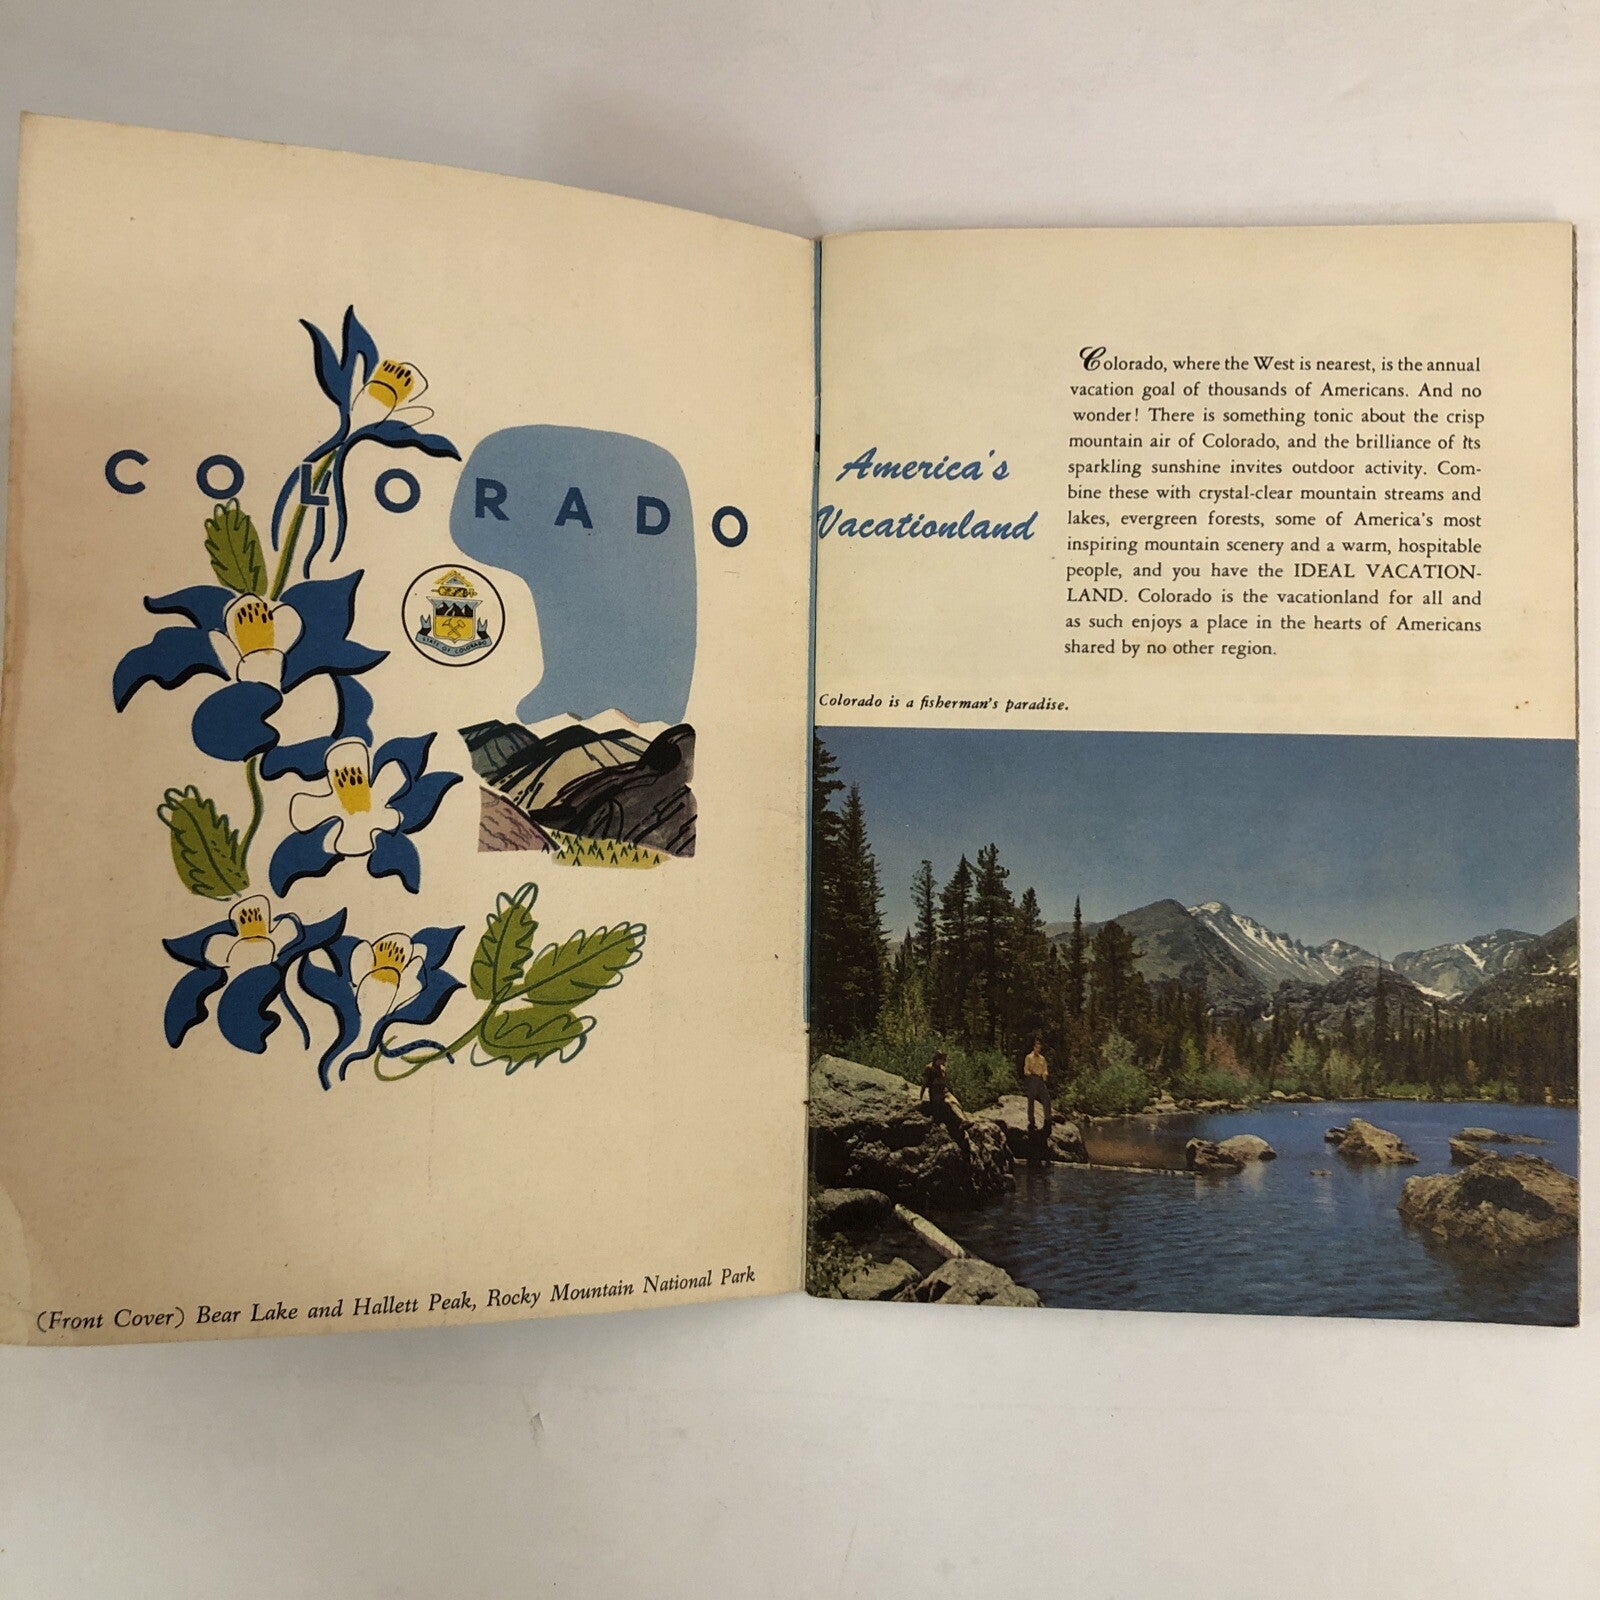 COLORADO
STATE OF COLORADO
(Front Cover) Bear Lake and Hallett Peak, Rocky Mountain National Park
America's
Vacationland
Colorado, where the West is nearest, is the annual
vacation goal of thousands of Americans. And no
wonder! There is something tonic about the crisp
mountain air of Colorado, and the brilliance of its
sparkling sunshine invites outdoor activity. Com-
bine these with crystal-clear mountain streams and
lakes, evergreen forests, some of America's most
inspiring mountain scenery and a warm, hospitable
people, and you have the IDEAL VACATION-
LAND. Colorado is the vacationland for all and
as such enjoys a place in the hearts of Americans
shared by no other region.
Colorado is a fisherman's paradise.